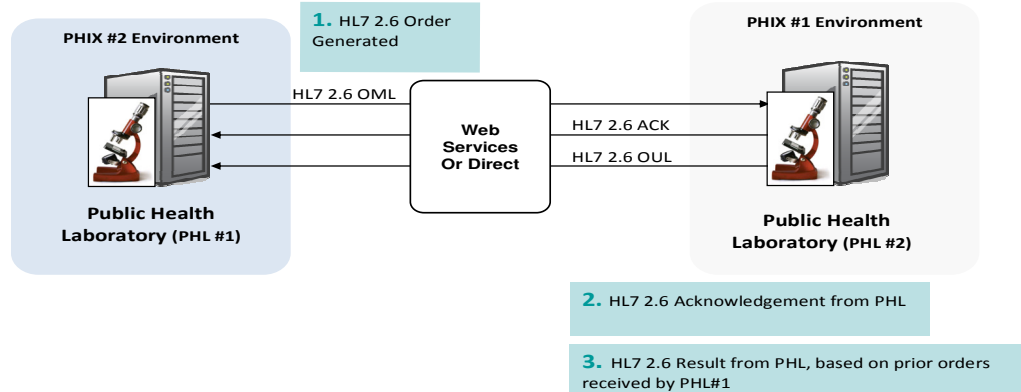 PHIX #2 Environment
1. HL7 2.6 Order
Generated
PHIX #1 Environment
HL7 2.6 OML
Web
Services
Or Direct
HL7 2.6 ACK
HL7 2.6 OUL
Public Health
Laboratory (PHL #1)
Public Health
Laboratory (PHL #2)
2. HL7 2.6 Acknowledgement from PHL
3. HL7 2.6 Result from PHL, based on prior orders
received by PHL#1